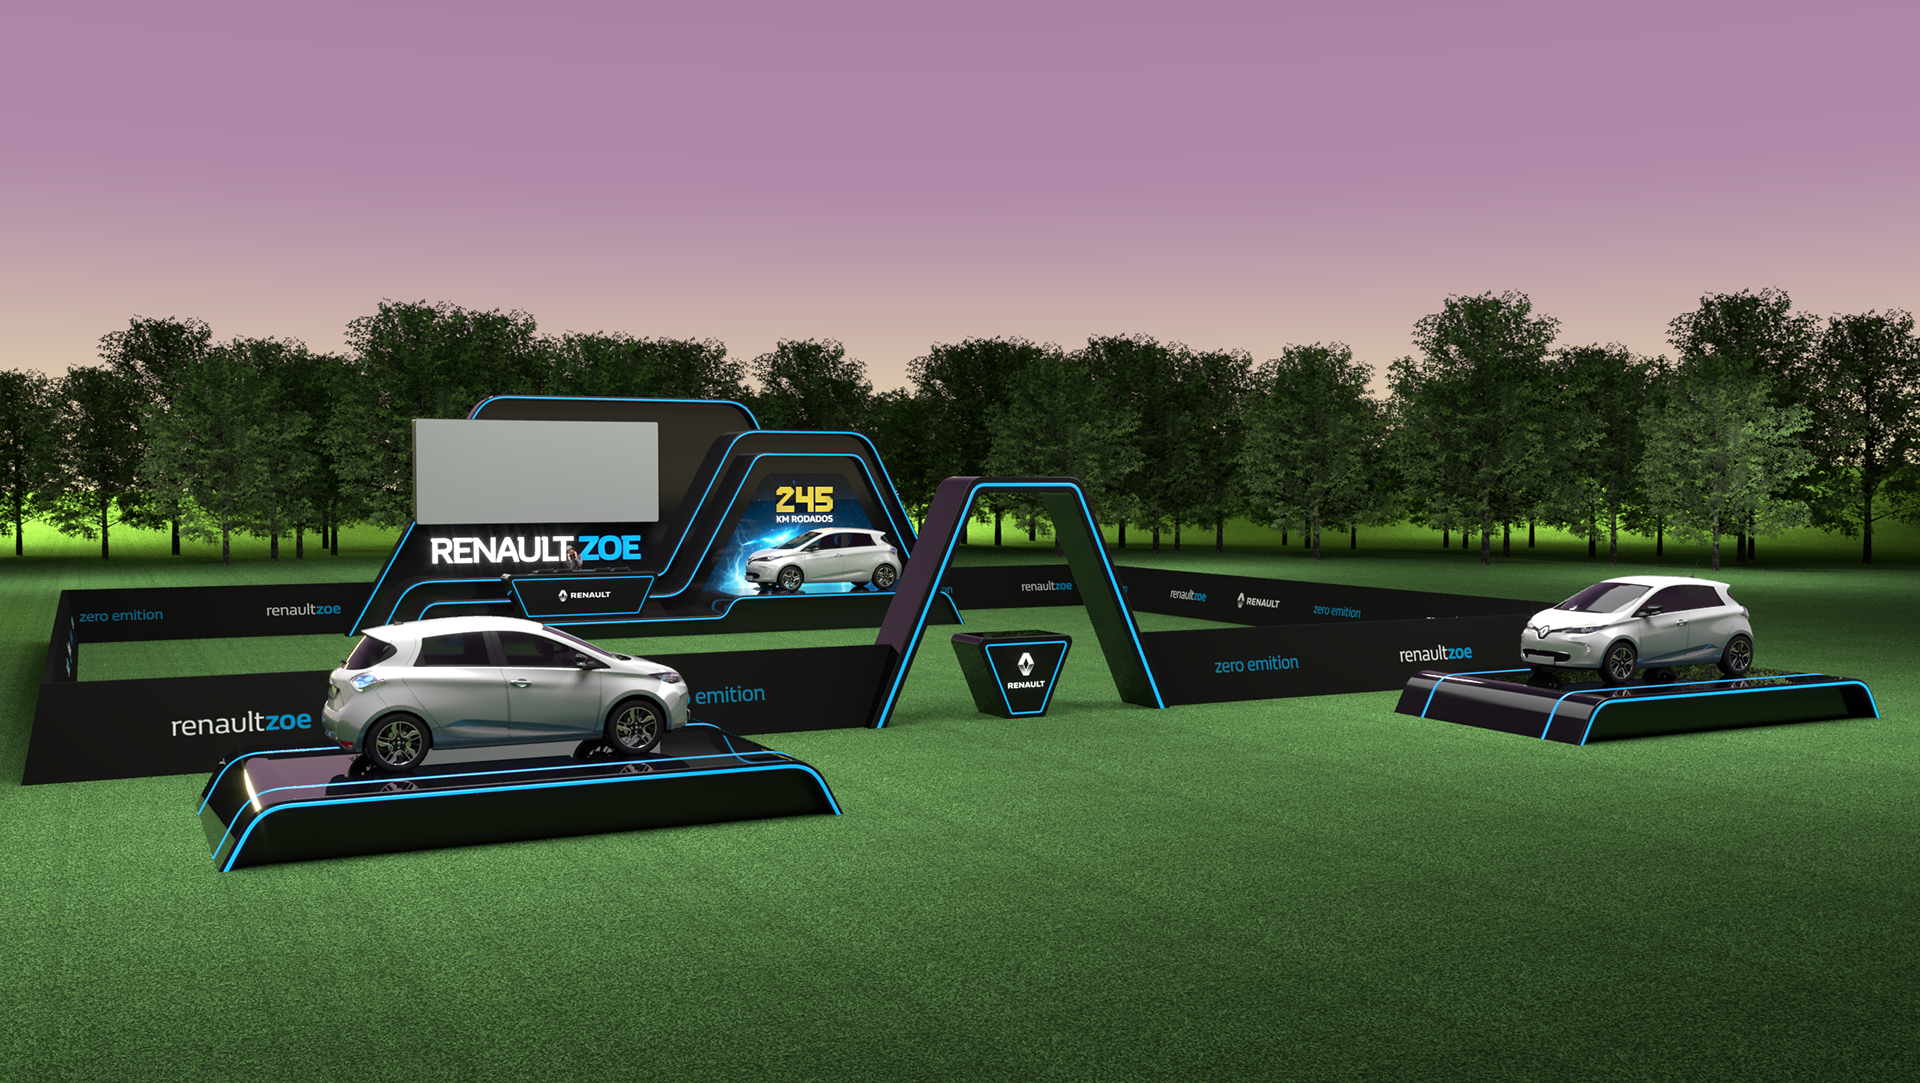 245
KM RODADOS
RENAULT ZOE
RENAULT
zero emition
renaultzoe
renaultzoe
renaultzoe
RENAULT
zero emition
renaultzoe
emition
RENAULT
zero emition
renaultzoe